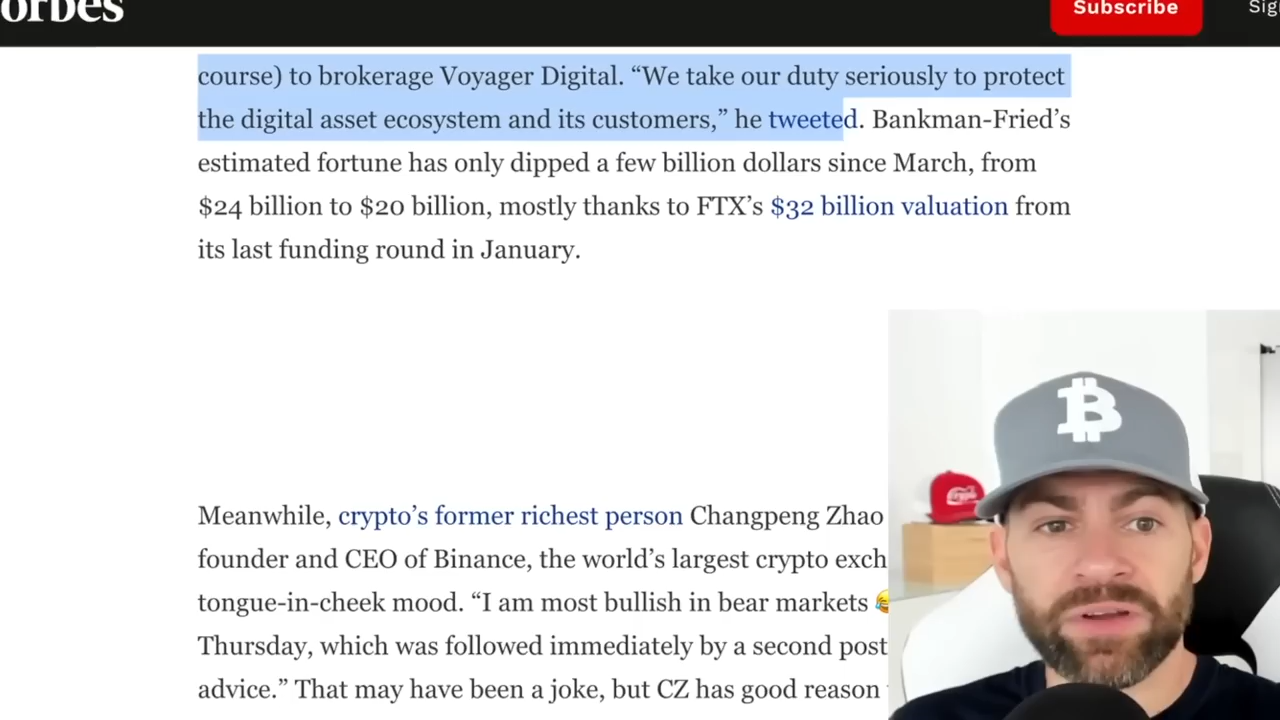 orbes
Subscribe
Sig
course) to brokerage Voyager Digital. “We take our duty seriously to protect
the digital asset ecosystem and its customers,” he tweeted. Bankman-Fried’s
estimated fortune has only dipped a few billion dollars since March, from
$24 billion to $20 billion, mostly thanks to FTX’s $32 billion valuation from
its last funding round in January.
Meanwhile, crypto’s former richest person Changpeng Zhao
founder and CEO of Binance, the world’s largest crypto exch
tongue-in-cheek mood. “I am most bullish in bear markets 😂
Thursday, which was followed immediately by a second post
advice.” That may have been a joke, but CZ has good reason
₿
Crypto